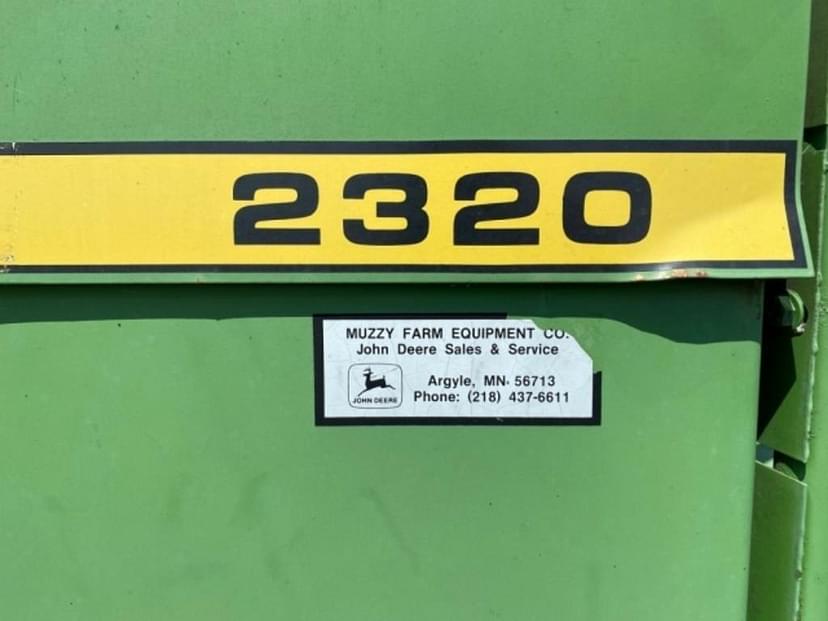 2320
MUZZY FARM EQUIPMENT CO.
John Deere Sales & Service
JOHN DEERE
Argyle, MN. 56713
Phone: (218) 437-6611